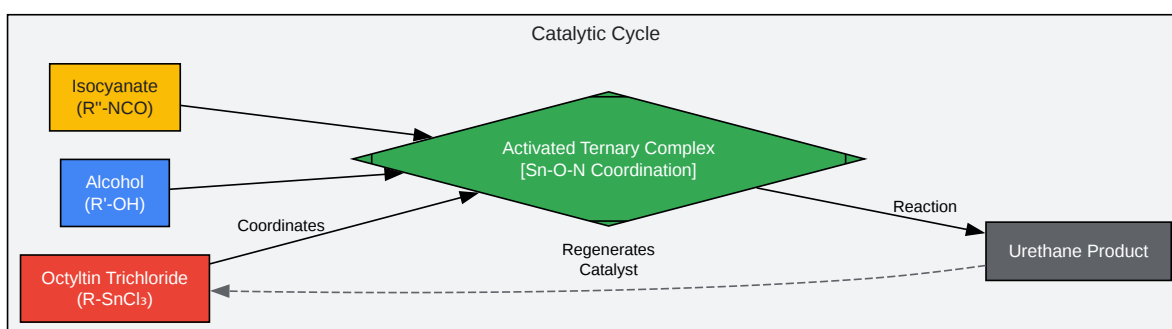 Catalytic Cycle
Isocyanate
(R"-NCO)
Activated Ternary Complex
[Sn-O-N Coordination]
Alcohol
(R'-OH)
Reaction
Coordinates
Urethane Product
Regenerates
Catalyst
Octyltin Trichloride
(R-SnCl₃)